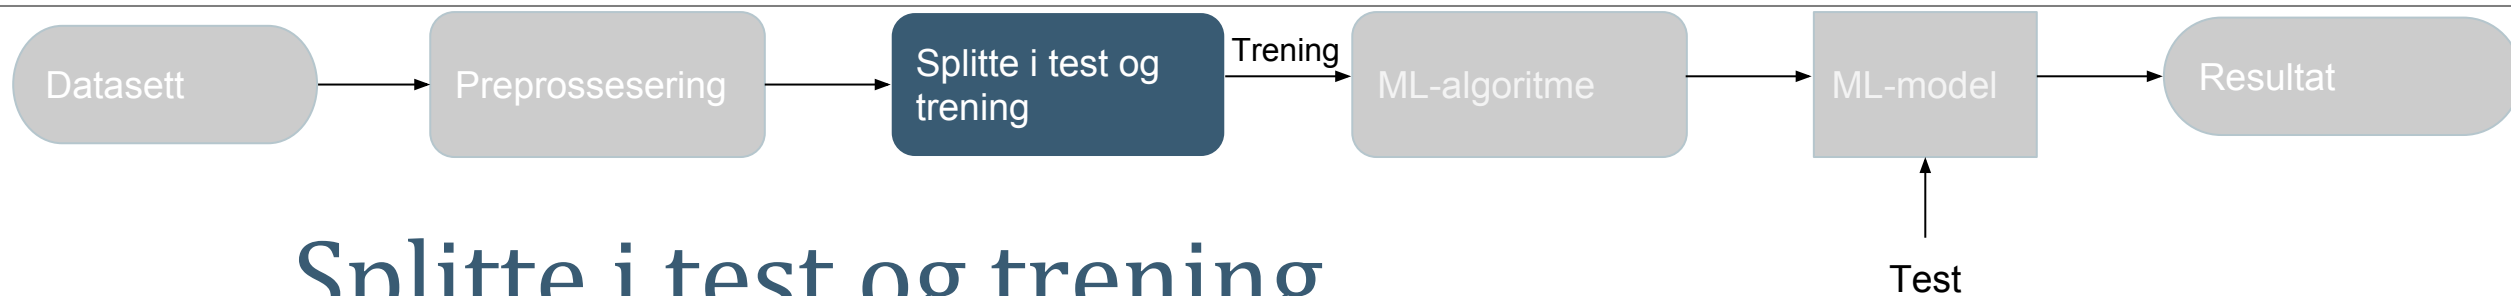 Datasett
Preprossesering
Splitte i test og
trening
Trening
ML-algoritme
ML-model
Resultat
Test
Splitte i test og trening